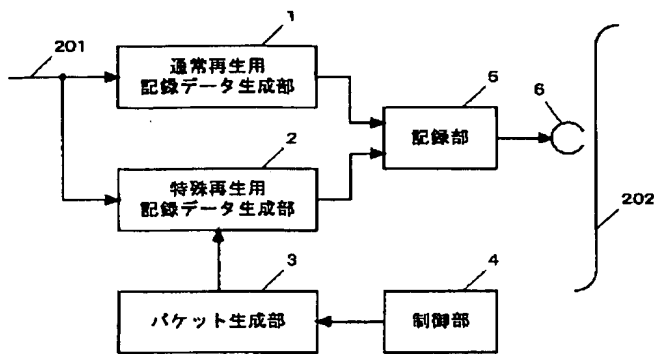 1
201
通常再生用
記録データ生成部
5
記録部
6
2
特殊再生用
記録データ生成部
202
3
パケット生成部
4
制御部